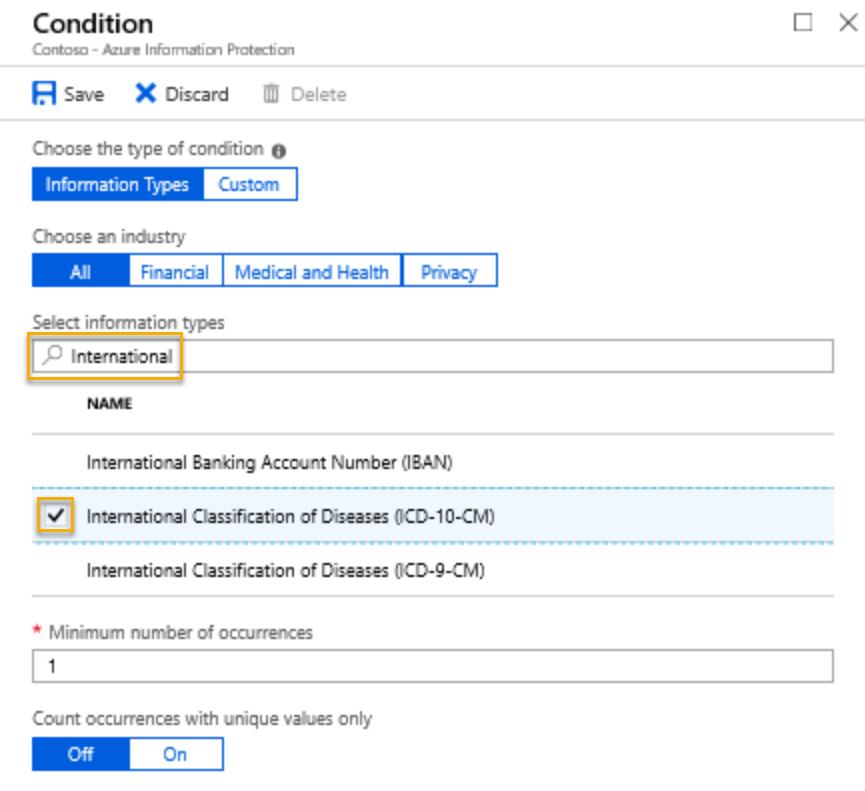 Condition
Contoso - Azure Information Protection
Save Discard Delete
Choose the type of condition
Information Types Custom
Choose an industry
All Financial Medical and Health Privacy
Select information types
International
NAME
International Banking Account Number (IBAN)
International Classification of Diseases (ICD-10-CM)
International Classification of Diseases (ICD-9-CM)
* Minimum number of occurrences
1
Count occurrences with unique values only
Off On